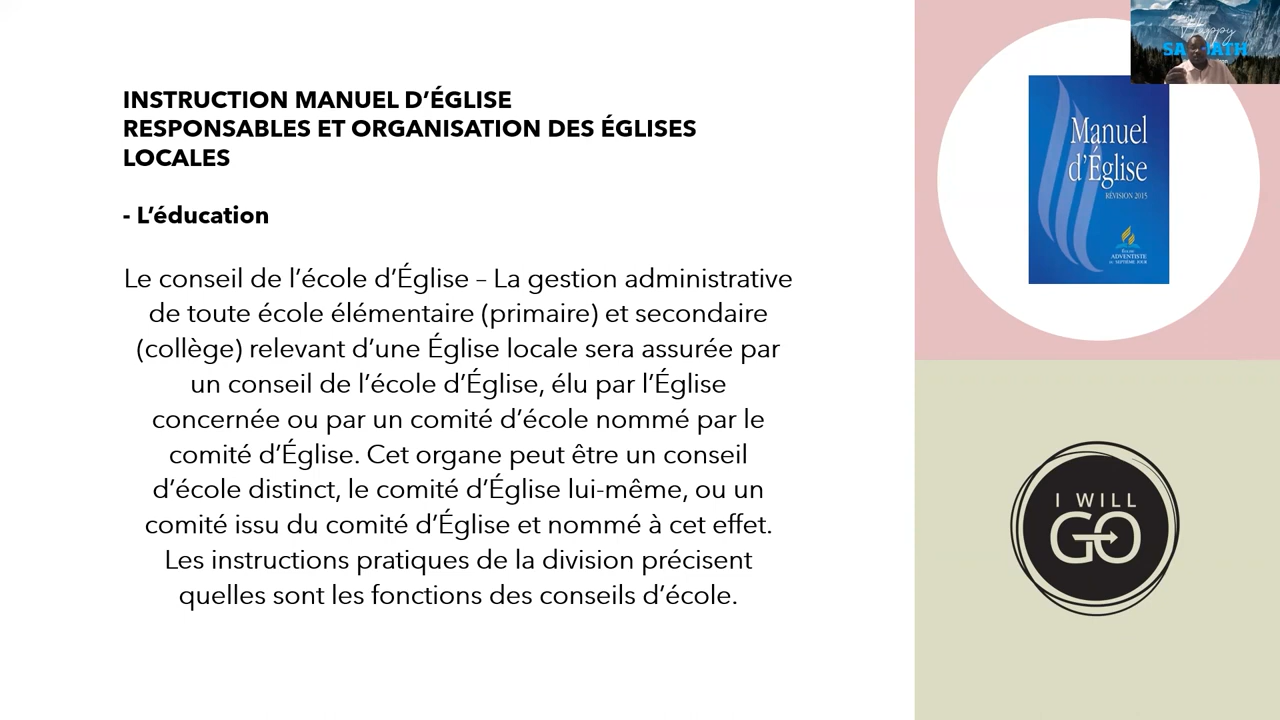 INSTRUCTION MANUEL D’ÉGLISE
RESPONSABLES ET ORGANISATION DES ÉGLISES
LOCALES
- L’éducation
Le conseil de l’école d’Église – La gestion administrative
de toute école élémentaire (primaire) et secondaire
(collège) relevant d’une Église locale sera assurée par
un conseil de l’école d’Église, élu par l’Église
concernée ou par un comité d’école nommé par le
comité d’Église. Cet organe peut être un conseil
d’école distinct, le comité d’Église lui-même, ou un
comité issu du comité d’Église et nommé à cet effet.
Les instructions pratiques de la division précisent
quelles sont les fonctions des conseils d’école.
Happy
Manuel
d’Église
RÉVISION 2015
ADVENTISTE
DU SEPTIÈME JOUR
I WILL
GO